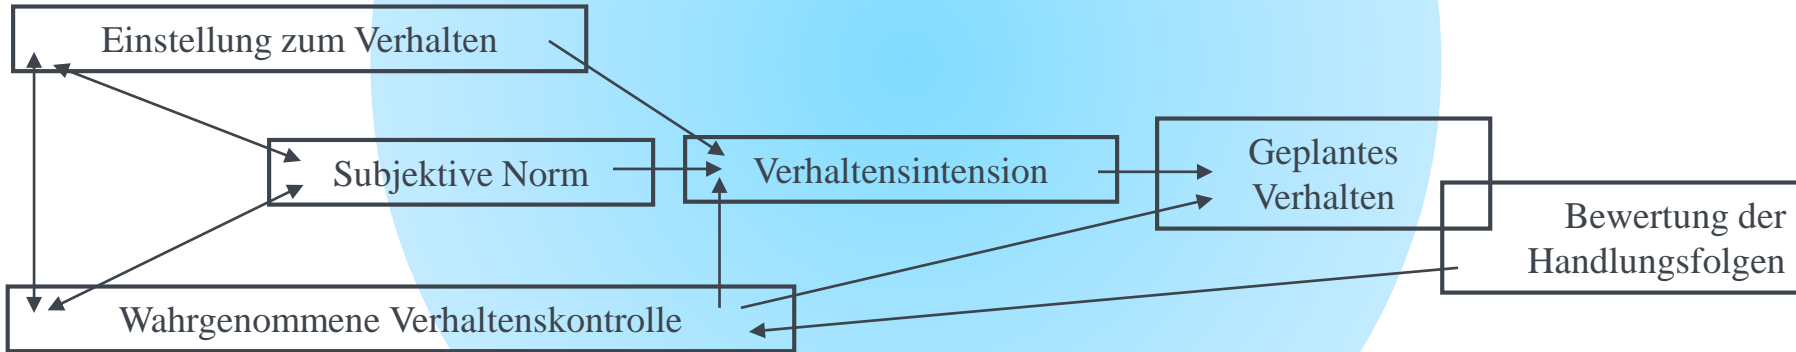 Einstellung zum Verhalten
Subjektive Norm
Verhaltensintension
Geplantes
Verhalten
Bewertung der
Handlungsfolgen
Wahrgenommene Verhaltenskontrolle